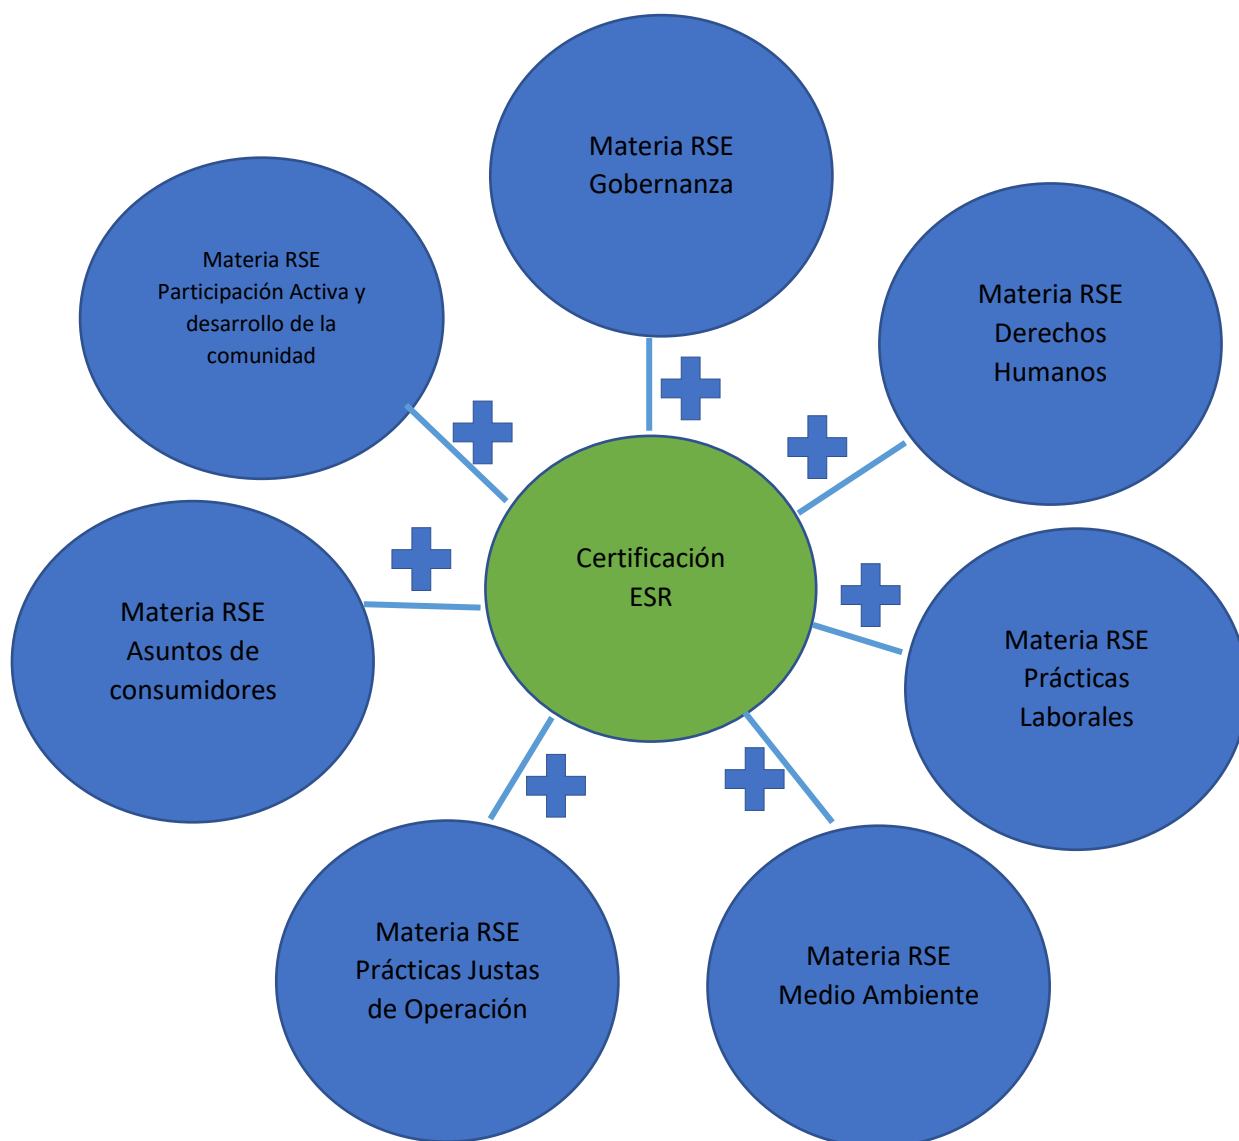 Materia RSE
Gobernanza
Materia RSE
Participación Activa y
desarrollo de la
comunidad
Materia RSE
Derechos
Humanos
Certificación
ESR
Materia RSE
Asuntos de
consumidores
Materia RSE
Prácticas
Laborales
Materia RSE
Prácticas Justas
de Operación
Materia RSE
Medio Ambiente